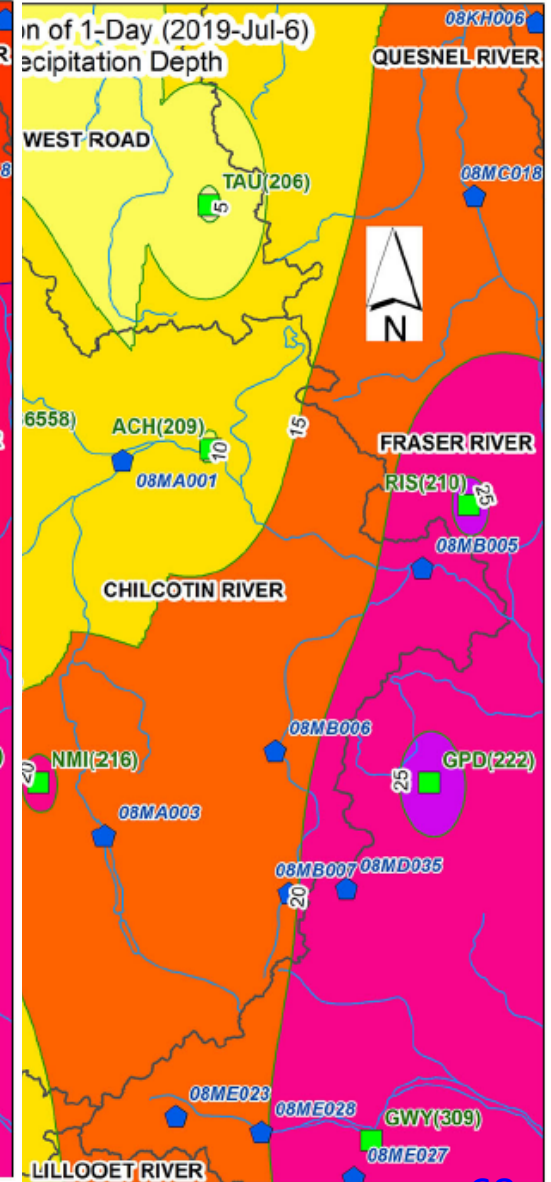 08KH006
on of 1-Day (2019-Jul-6)
R
QUESNEL RIVER
ecipitation Depth
WEST ROAD
8
08MC018
TAU(206)
5
N
6558)
ACH(209)
15
10
FRASER RIVER
08MA001
RIS(210)
25
08MB005
CHILCOTIN RIVER
08MB006
)
NMI(216)
20
GPD(222)
25
08MA003
08MB007
08MD035
20
08ME023
08ME028
GWY(309)
08ME027
LILLOOET RIVER